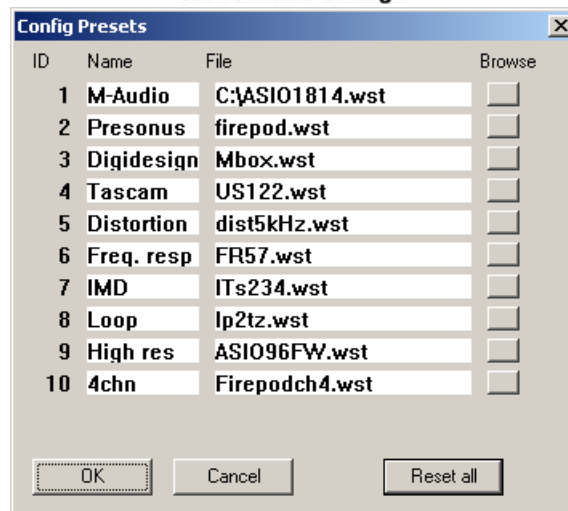 Config Presets
ID Name File Browse
1 M-Audio C:\ASIO1814.wst
2 Presonus firepod.wst
3 Digidesign Mbox.wst
4 Tascam US122.wst
5 Distortion dist5kHz.wst
6 Freq. resp FR57.wst
7 IMD ITs234.wst
8 Loop lp2tz.wst
9 High res ASIO96FW.wst
10 4chn Firepodch4.wst
OK Cancel Reset all